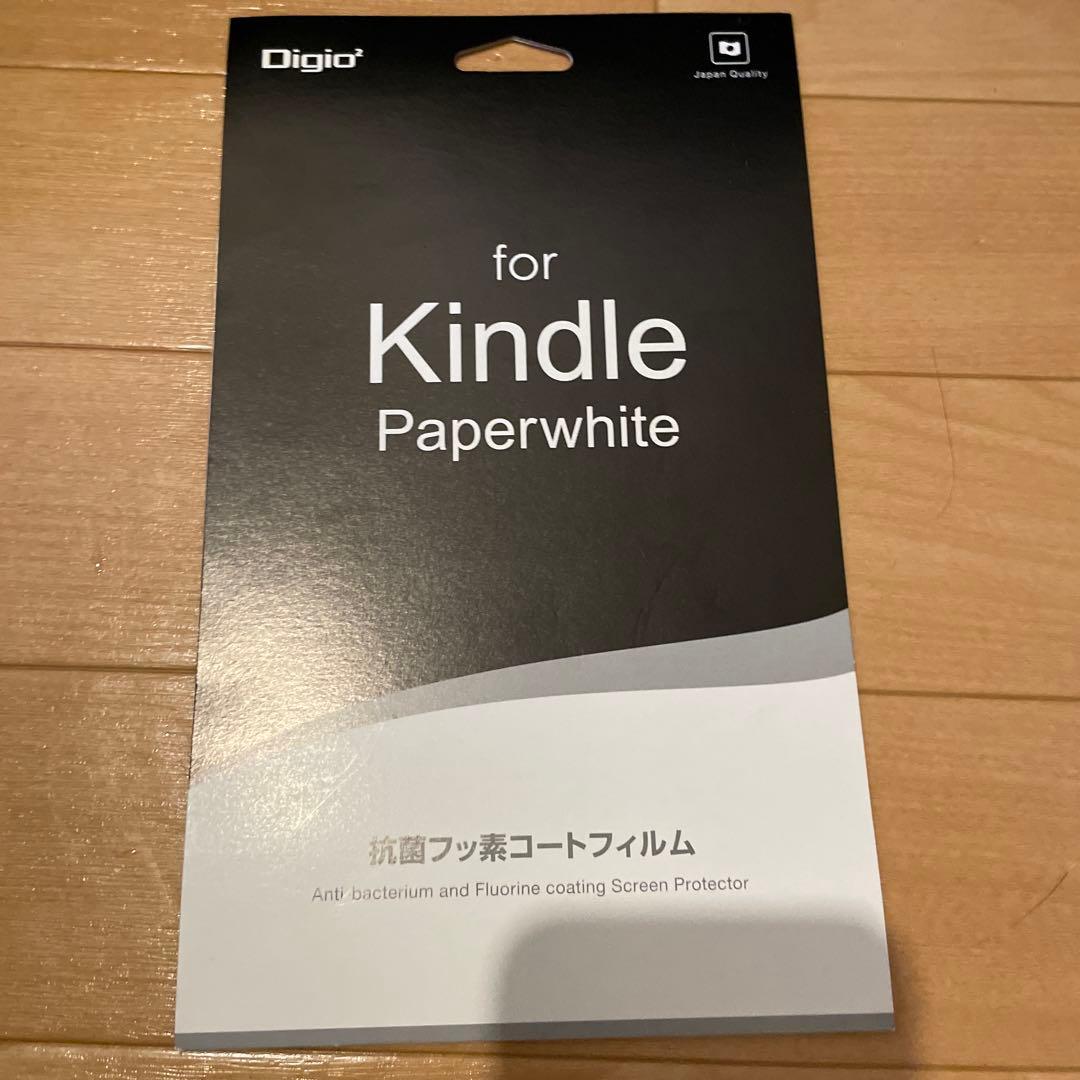 Digio²
Japan Quality
for
Kindle
Paperwhite
抗菌フッ素コートフィルム
Anti-bacterium and Fluorine coating Screen Protector